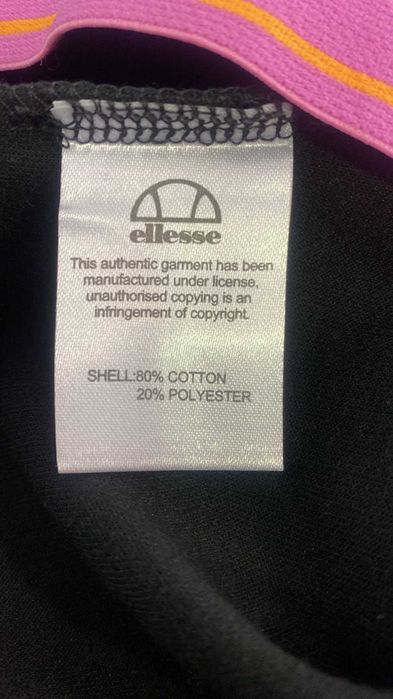 ellesse
This authentic garment has been
manufactured under license,
unauthorised copying is an
infringement of copyright.
SHELL:80% COTTON
20% POLYESTER